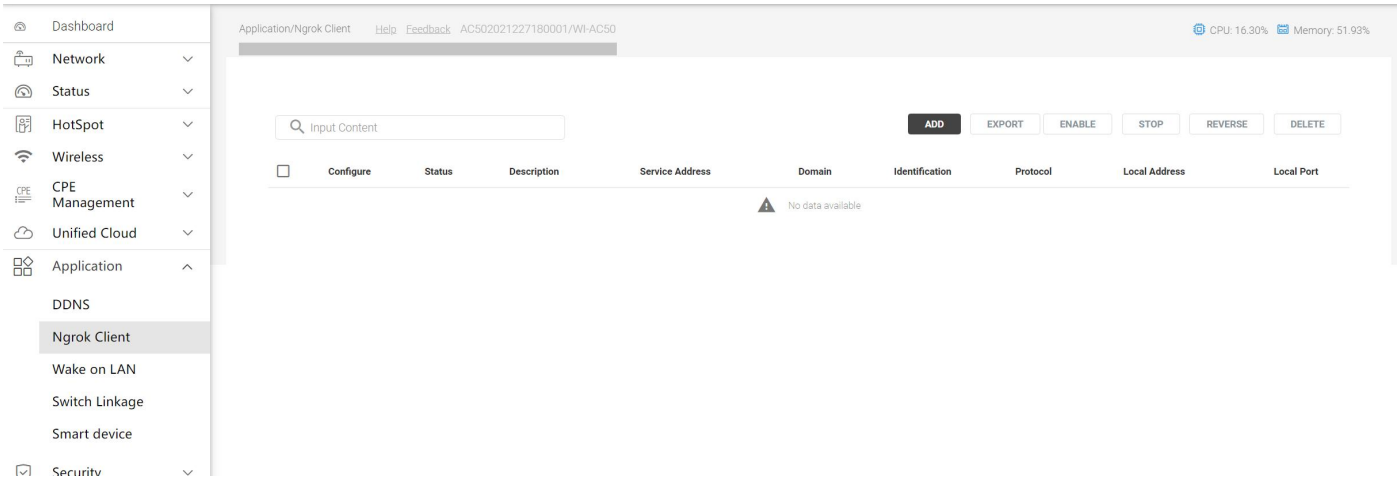 Dashboard
Network
Status
HotSpot
Wireless
CPE
CPE
Management
Unified Cloud
Application
DDNS
Ngrok Client
Wake on LAN
Switch Linkage
Smart device
Security
Application/Ngrok Client Help Feedback AC502021227180001/WI-AC50
CPU: 16.30% Memory: 51.93%
Input Content
ADD EXPORT ENABLE STOP REVERSE DELETE
Configure Status Description Service Address Domain Identification Protocol Local Address Local Port
No data available